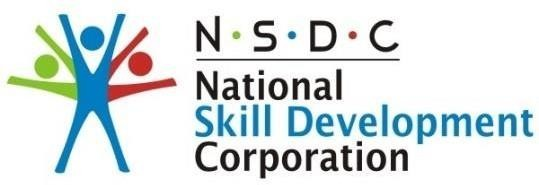 N·S·D·C
National
Skill Development
Corporation